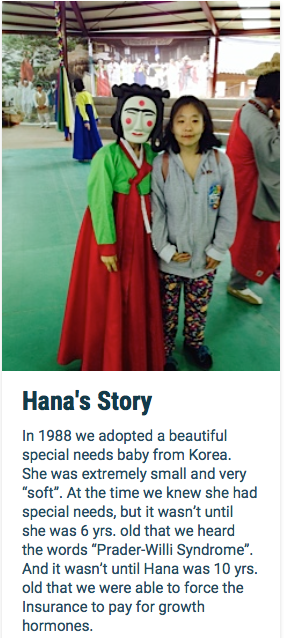 Hana's Story
In 1988 we adopted a beautiful
special needs baby from Korea.
She was extremely small and very
“soft”. At the time we knew she had
special needs, but it wasn’t until
she was 6 yrs. old that we heard
the words “Prader-Willi Syndrome”.
And it wasn’t until Hana was 10 yrs.
old that we were able to force the
Insurance to pay for growth
hormones.